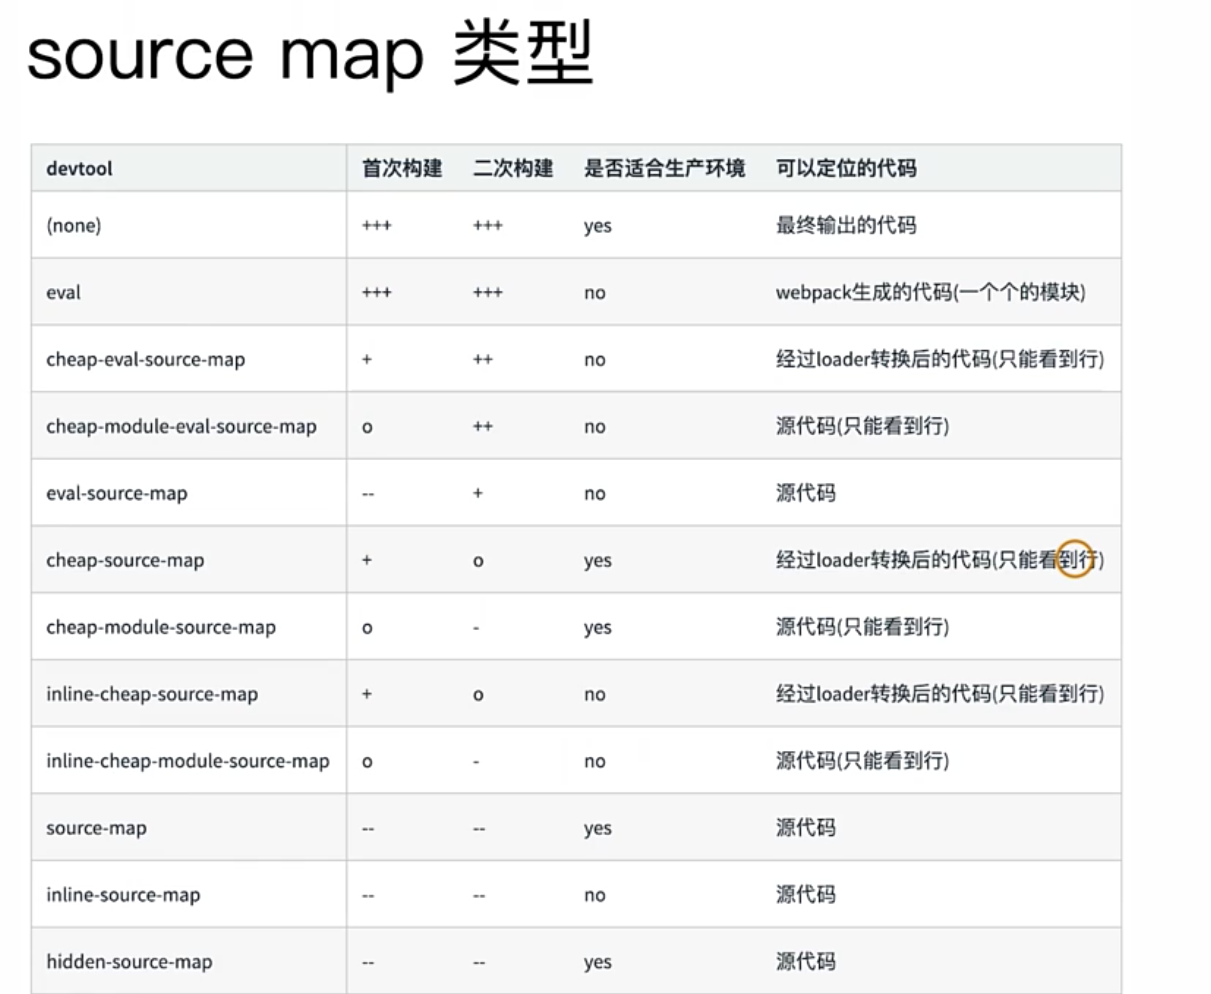 source map 类型
devtool 首次构建 二次构建 是否适合生产环境 可以定位的代码
(none) +++ +++ yes 最终输出的代码
eval +++ +++ no webpack生成的代码(一个个的模块)
cheap-eval-source-map + ++ no 经过loader转换后的代码(只能看到行)
cheap-module-eval-source-map o ++ no 源代码(只能看到行)
eval-source-map -- + no 源代码
cheap-source-map + o yes 经过loader转换后的代码(只能看到行)
cheap-module-source-map o - yes 源代码(只能看到行)
inline-cheap-source-map + o no 经过loader转换后的代码(只能看到行)
inline-cheap-module-source-map o - no 源代码(只能看到行)
source-map -- -- yes 源代码
inline-source-map -- -- no 源代码
hidden-source-map -- -- yes 源代码